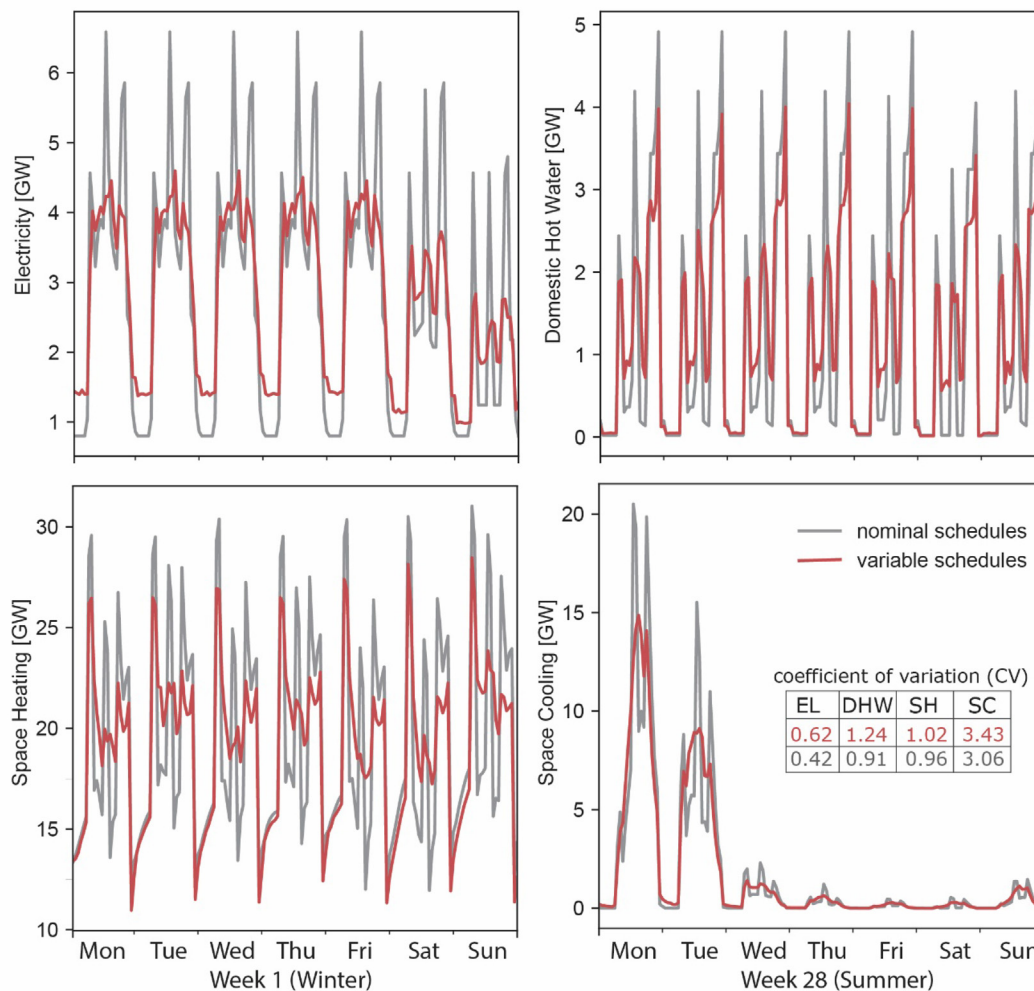 Electricity [GW]
6
5
4
3
2
1
Domestic Hot Water [GW]
5
4
3
2
1
0
Space Heating [GW]
30
25
20
15
10
Mon Tue Wed Thu Fri Sat Sun
Week 1 (Winter)
Space Cooling [GW]
20
15
10
5
0
nominal schedules
variable schedules
coefficient of variation (CV)
EL DHW SH SC
0.62 1.24 1.02 3.43
0.42 0.91 0.96 3.06
Mon Tue Wed Thu Fri Sat Sun
Week 28 (Summer)